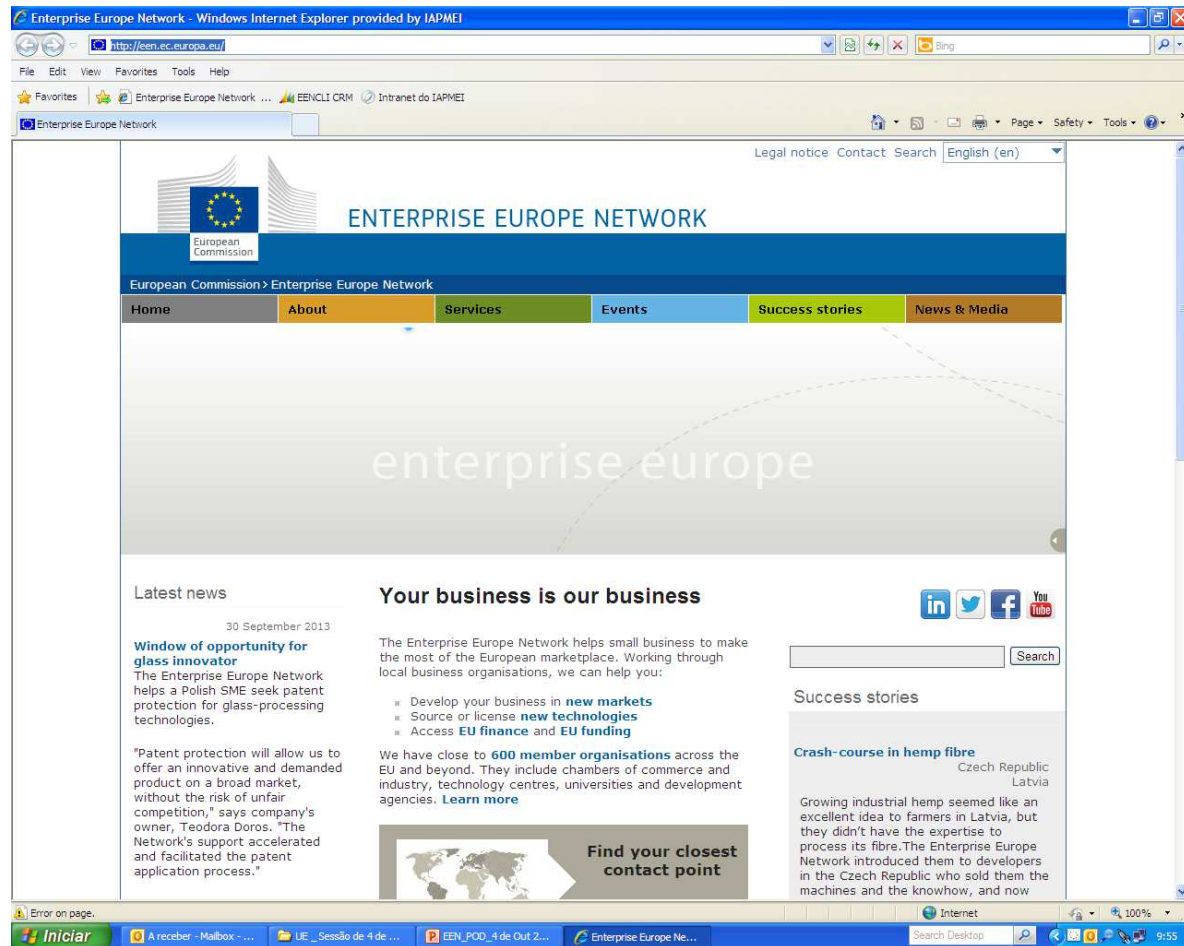 Enterprise Europe Network - Windows Internet Explorer provided by IAPMEI
http://een.ec.europa.eu/
Bing
File Edit View Favorites Tools Help
Favorites Enterprise Europe Network ... EENCLI CRM Intranet do IAPMEI
Enterprise Europe Network
Page Safety Tools
Legal notice Contact Search English (en)
European Commission
ENTERPRISE EUROPE NETWORK
European Commission > Enterprise Europe Network
Home About Services Events Success stories News & Media
enterprise europe
Latest news
30 September 2013
Window of opportunity for
glass innovator
The Enterprise Europe Network
helps a Polish SME seek patent
protection for glass-processing
technologies.
"Patent protection will allow us to
offer an innovative and demanded
product on a broad market,
without the risk of unfair
competition," says company's
owner, Teodora Doros. "The
Network's support accelerated
and facilitated the patent
application process."
Your business is our business
The Enterprise Europe Network helps small business to make
the most of the European marketplace. Working through
local business organisations, we can help you:
Develop your business in new markets
Source or license new technologies
Access EU finance and EU funding
We have close to 600 member organisations across the
EU and beyond. They include chambers of commerce and
industry, technology centres, universities and development
agencies. Learn more
Find your closest
contact point
in
You
Tube
Search
Success stories
Crash-course in hemp fibre
Czech Republic
Latvia
Growing industrial hemp seemed like an
excellent idea to farmers in Latvia, but
they didn't have the expertise to
process its fibre.The Enterprise Europe
Network introduced them to developers
in the Czech Republic who sold them the
machines and the knowhow, and now
Error on page. Internet 100%
Iniciar A receber - Mailbox - ... UE _ Sessão de 4 de ... EEN_POD_4 de Out 2... Enterprise Europe Ne... Search Desktop 9:55